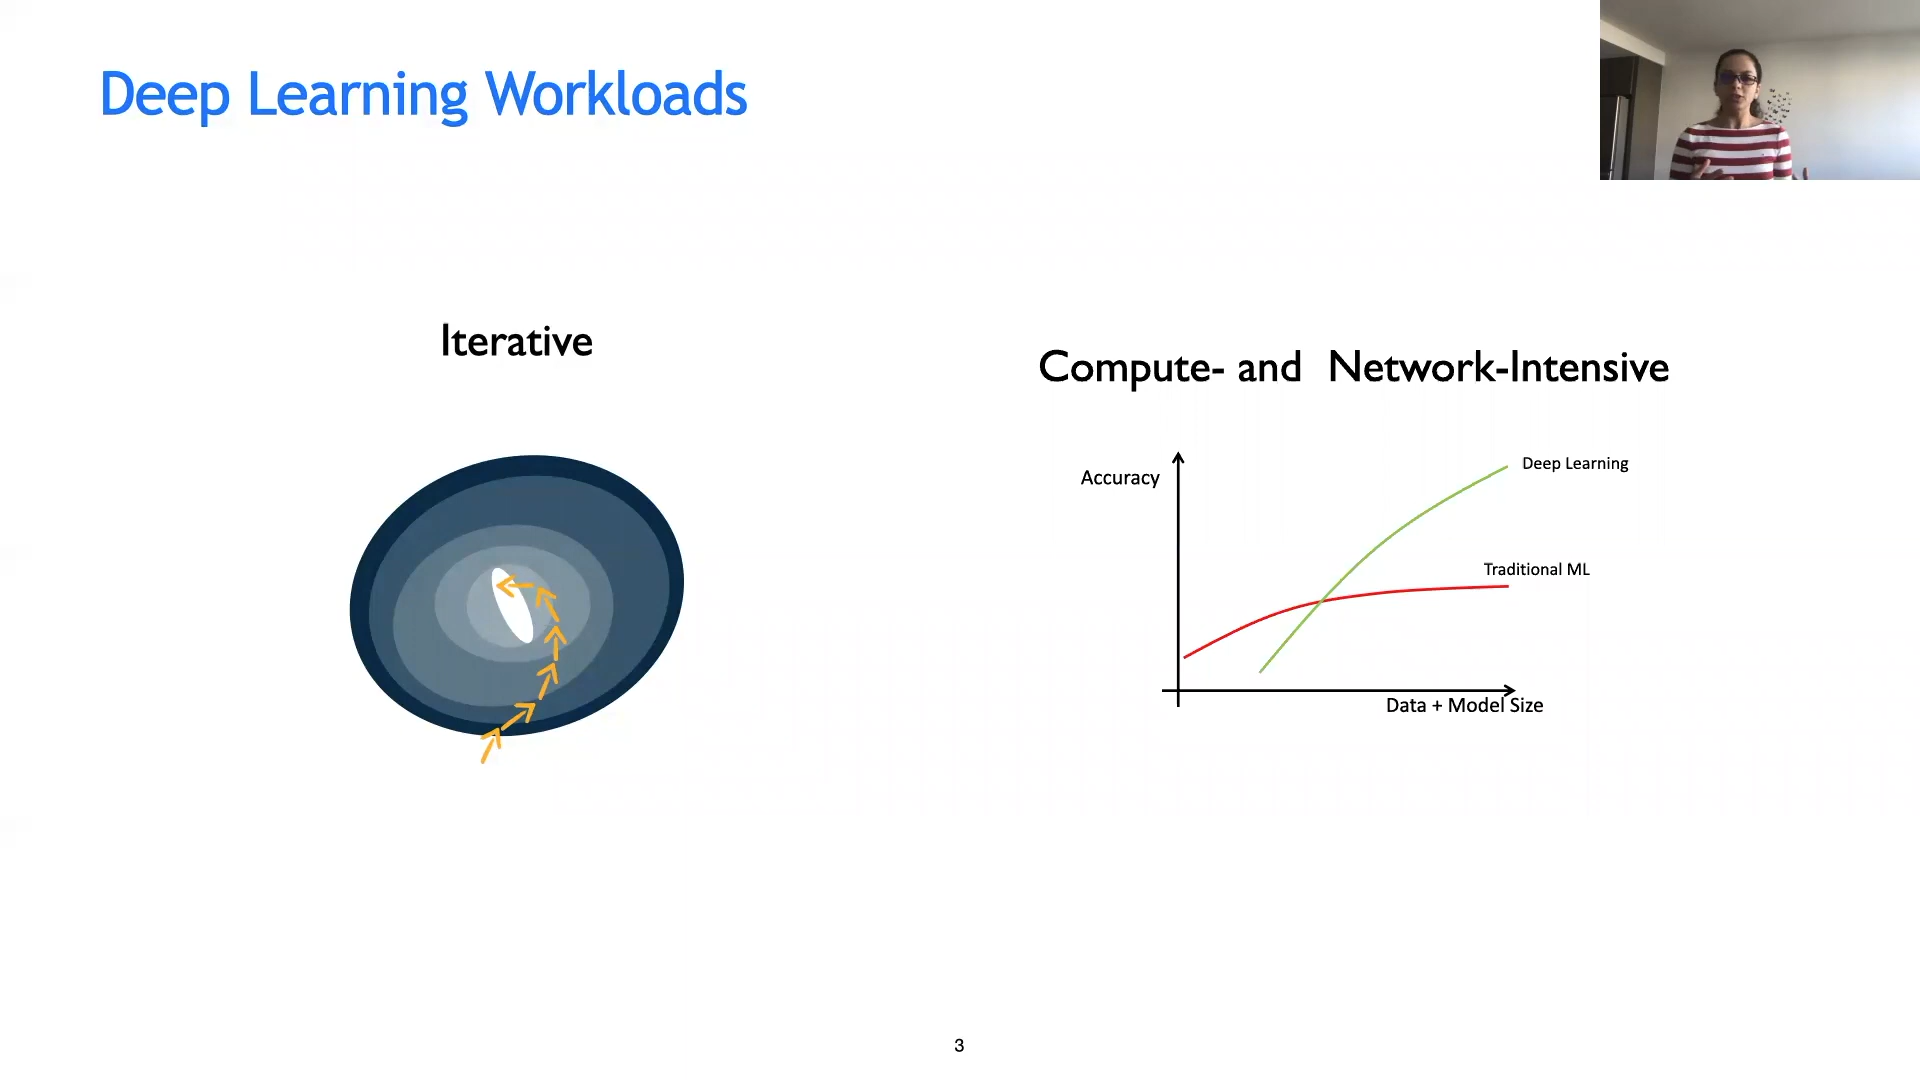 Deep Learning Workloads
Iterative
Compute- and Network-Intensive
Accuracy
Deep Learning
Traditional ML
Data + Model Size
3